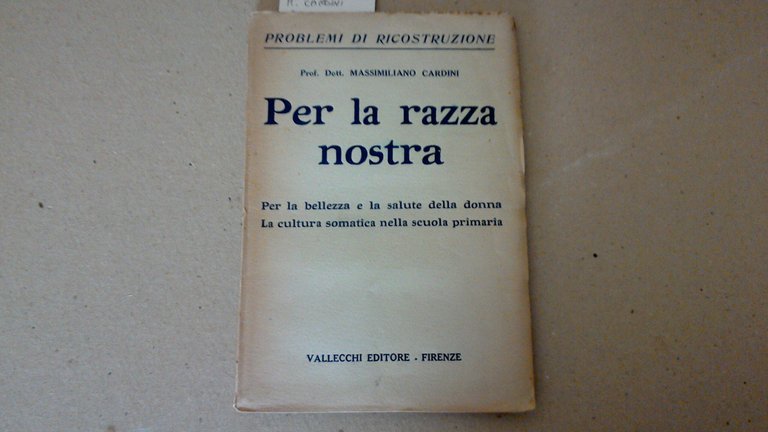 M. CARDINI
PROBLEMI DI RICOSTRUZIONE
Prof. Dott. MASSIMILIANO CARDINI
Per la razza
nostra
Per la bellezza e la salute della donna
La cultura somatica nella scuola primaria
VALLECCHI EDITORE - FIRENZE